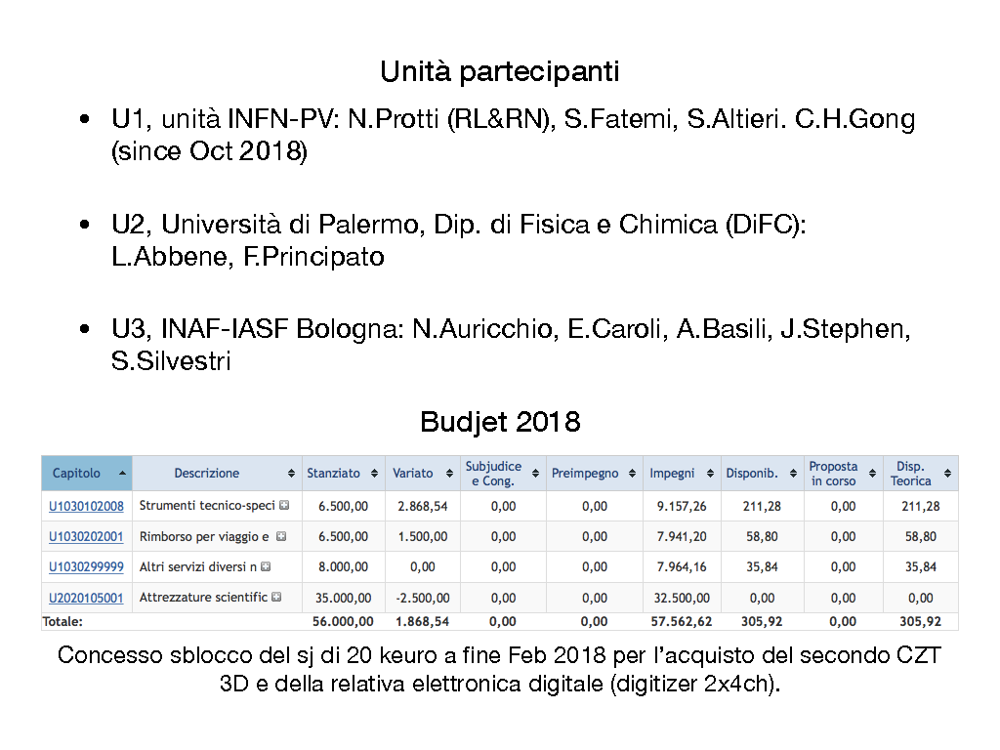 Unità partecipanti
• U1, unità INFN-PV: N.Protti (RL&RN), S.Fatemi, S.Altieri. C.H.Gong
(since Oct 2018)
• U2, Università di Palermo, Dip. di Fisica e Chimica (DiFC):
L.Abbene, F.Principato
• U3, INAF-IASF Bologna: N.Auricchio, E.Caroli, A.Basili, J.Stephen,
S.Silvestri
Budjet 2018
Capitolo Descrizione Stanziato Variato Subjudice e Cong. Preimpegno Impegni Disponib. Proposta in corso Disp. Teorica
U1030102008 Strumenti tecnico-speci 6.500,00 2.868,54 0,00 0,00 9.157,26 211,28 0,00 211,28
U1030202001 Rimborso per viaggio e 6.500,00 1.500,00 0,00 0,00 7.941,20 58,80 0,00 58,80
U1030299999 Altri servizi diversi n 8.000,00 0,00 0,00 0,00 7.964,16 35,84 0,00 35,84
U2020105001 Attrezzature scientific 35.000,00 -2.500,00 0,00 0,00 32.500,00 0,00 0,00 0,00
Totale: 56.000,00 1.868,54 0,00 0,00 57.562,62 305,92 0,00 305,92
Concesso sblocco del sj di 20 keuro a fine Feb 2018 per l’acquisto del secondo CZT
3D e della relativa elettronica digitale (digitizer 2x4ch).